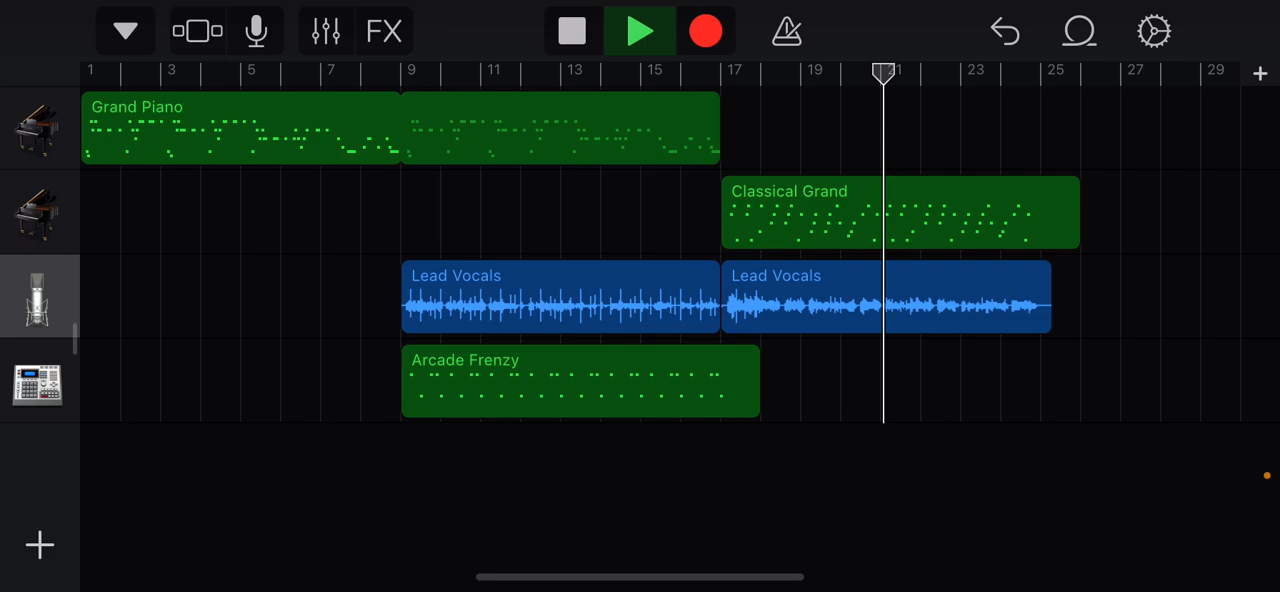 FX
1 3 5 7 9 11 13 15 17 19 21 23 25 27 29
Grand Piano
Classical Grand
Lead Vocals Lead Vocals
Arcade Frenzy